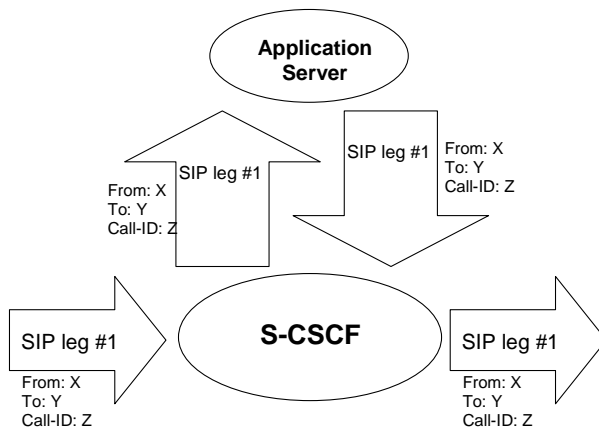 Application
Server
SIP leg #1
From: X
To: Y
Call-ID: Z
SIP leg #1
From: X
To: Y
Call-ID: Z
S-CSCF
SIP leg #1
From: X
To: Y
Call-ID: Z
SIP leg #1
From: X
To: Y
Call-ID: Z